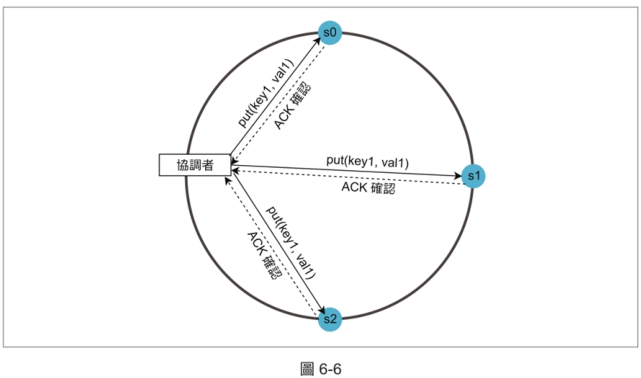 s0
put(key1, val1)
ACK 確認
協調者
put(key1, val1)
s1
ACK 確認
put(key1, val1)
ACK 確認
s2
圖 6-6